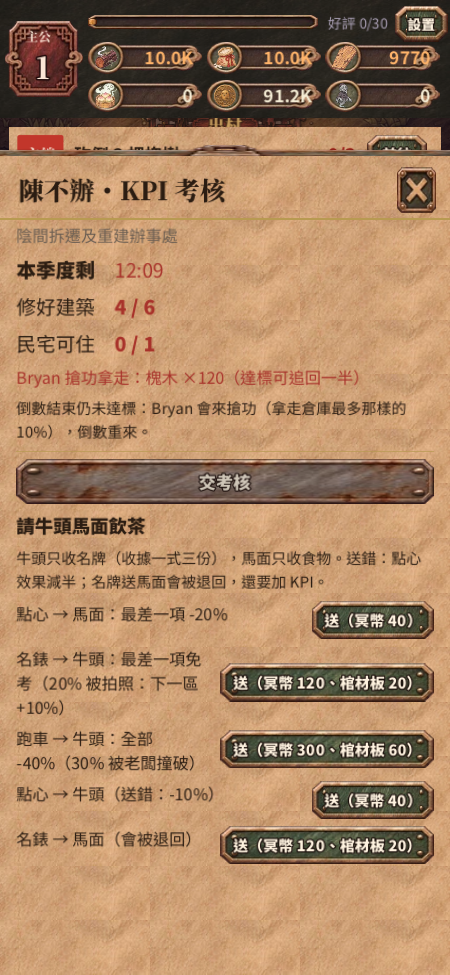 主公
1
好評 0/30
設置
10.0K
10.0K
9770
0
91.2K
0
陳不辦・KPI 考核
陰間拆遷及重建辦事處
本季度剩 12:09
修好建築 4 / 6
民宅可住 0 / 1
Bryan 搶功拿走：槐木 ×120（達標可追回一半）
倒數結束仍未達標：Bryan 會來搶功（拿走倉庫最多那樣的
10%），倒數重來。
交考核
請牛頭馬面飲茶
牛頭只收名牌（收據一式三份），馬面只收食物。送錯：點心
效果減半；名牌送馬面會被退回，還要加 KPI。
點心 → 馬面：最差一項 -20%
送（冥幣 40）
名錶 → 牛頭：最差一項免
考（20% 被拍照：下一區
+10%）
送（冥幣 120、棺材板 20）
跑車 → 牛頭：全部
-40%（30% 被老闆撞破）
送（冥幣 300、棺材板 60）
點心 → 牛頭（送錯：-10%）
送（冥幣 40）
名錶 → 馬面（會被退回）
送（冥幣 120、棺材板 20）